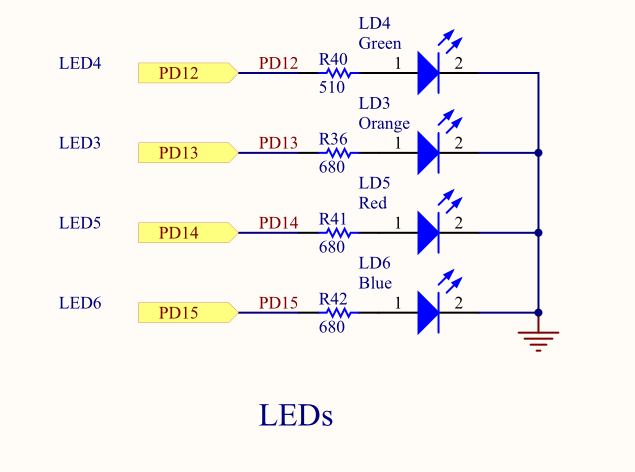 LD4
Green
LED4 PD12 PD12 R40 1 2
510
LD3
Orange
LED3 PD13 PD13 R36 1 2
680
LD5
Red
LED5 PD14 PD14 R41 1 2
680
LD6
Blue
LED6 PD15 PD15 R42 1 2
680
LEDs